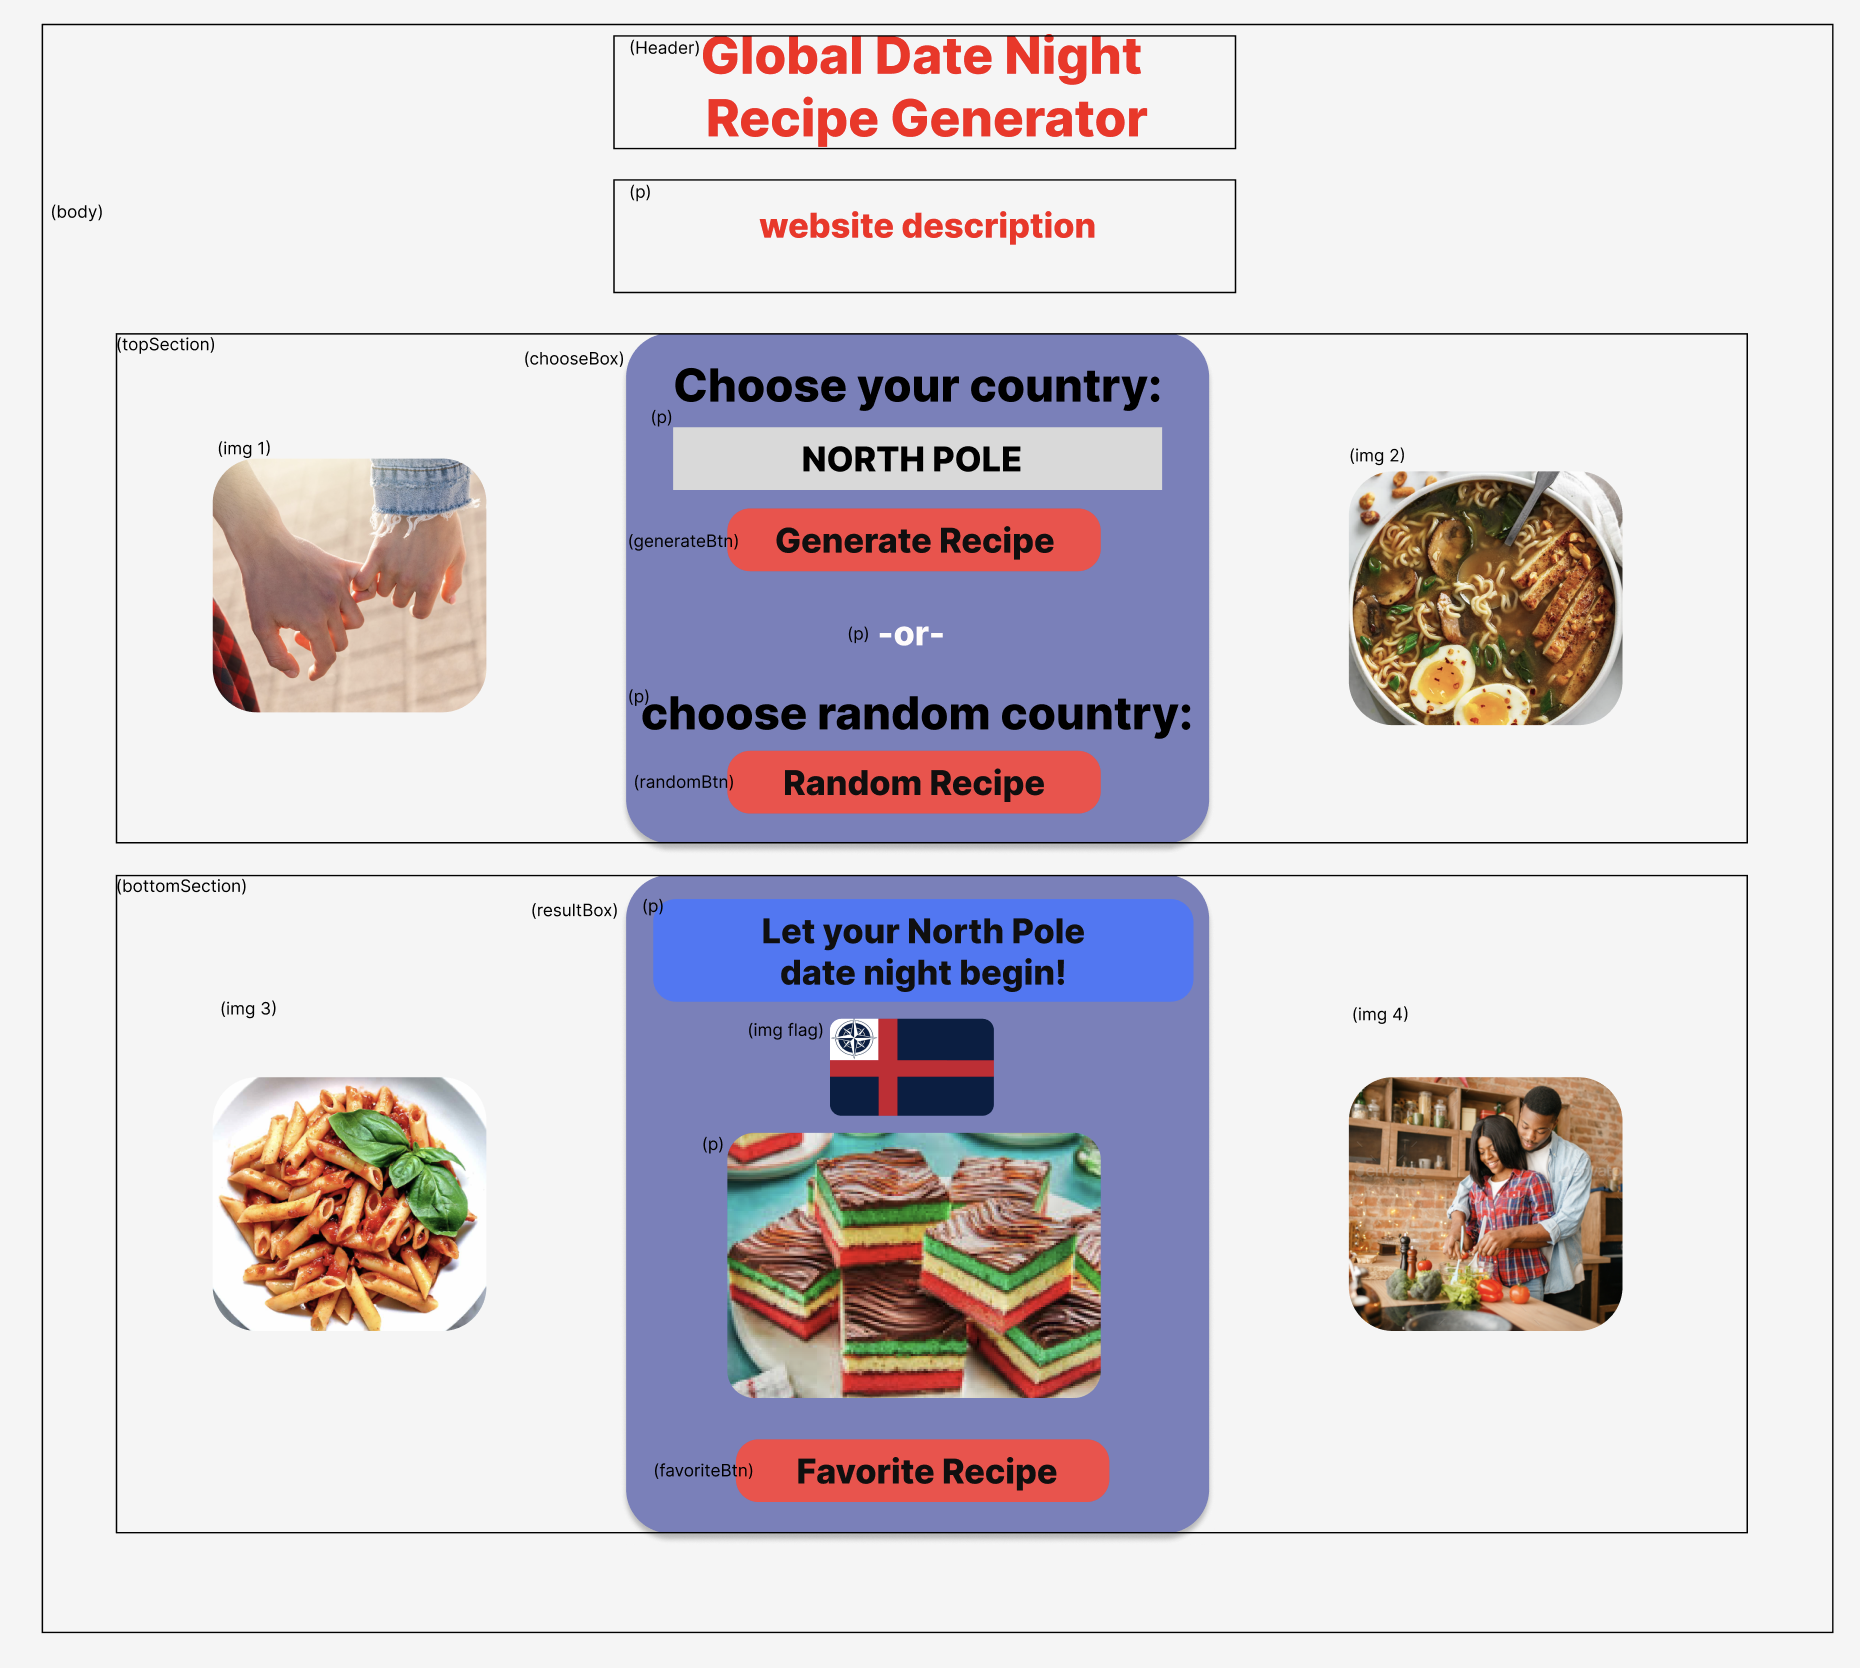 (Header)
Global Date Night
Recipe Generator
(p)
website description
(body)
(topSection)
(chooseBox)
Choose your country:
(p)
NORTH POLE
(img 1)
(img 2)
(generateBtn)
Generate Recipe
(p) -or-
(p)
choose random country:
(randomBtn)
Random Recipe
(bottomSection)
(resultBox)
(p)
Let your North Pole
date night begin!
(img 3)
(img 4)
(img flag)
(p)
(favoriteBtn)
Favorite Recipe